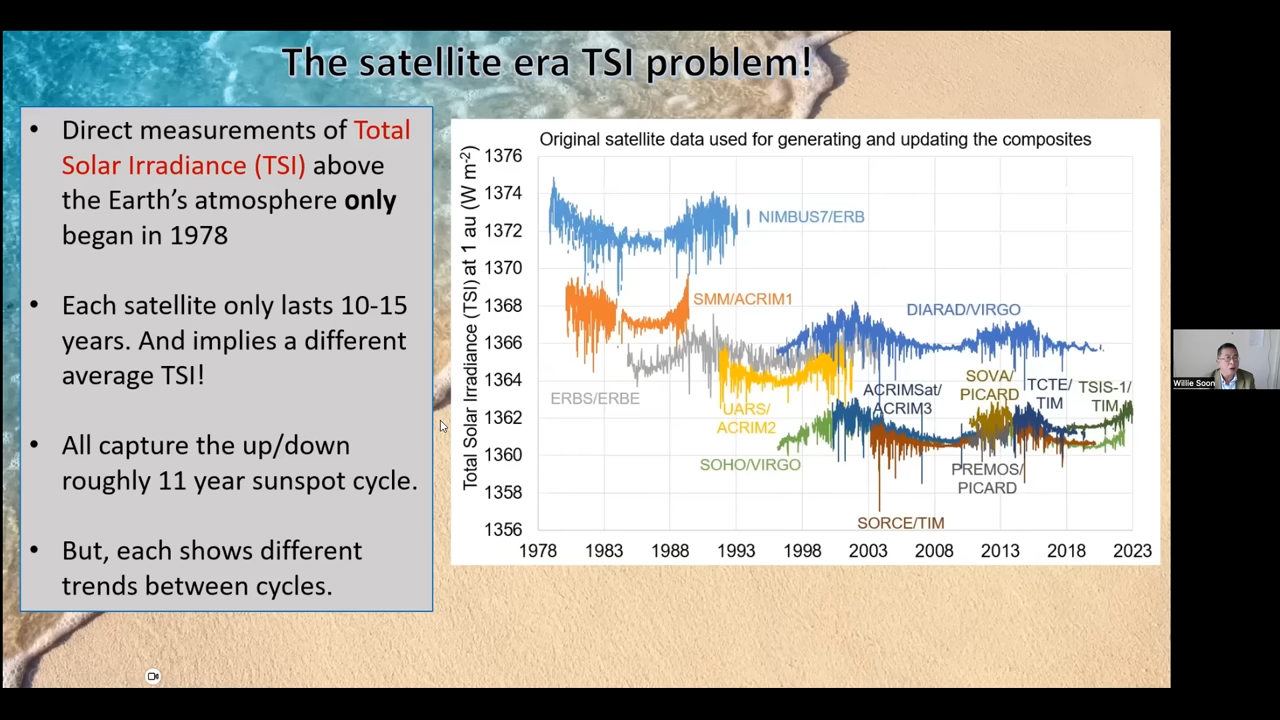 The satellite era TSI problem!
• Direct measurements of Total
Solar Irradiance (TSI) above
the Earth's atmosphere only
began in 1978
• Each satellite only lasts 10-15
years. And implies a different
average TSI!
• All capture the up/down
roughly 11 year sunspot cycle.
• But, each shows different
trends between cycles.
Original satellite data used for generating and updating the composites
Total Solar Irradiance (TSI) at 1 au (W m-2)
1376
1374
1372
1370
1368
1366
1364
1362
1360
1358
1356
NIMBUS7/ERB
SMM/ACRIM1
DIARAD/VIRGO
ERBS/ERBE
UARS/
ACRIM2
ACRIMSat/
ACRIM3
SOVA/
PICARD
TCTE/
TIM
TSIS-1/
TIM
SOHO/VIRGO
PREMOS/
PICARD
SORCE/TIM
1978 1983 1988 1993 1998 2003 2008 2013 2018 2023
Willie Soon